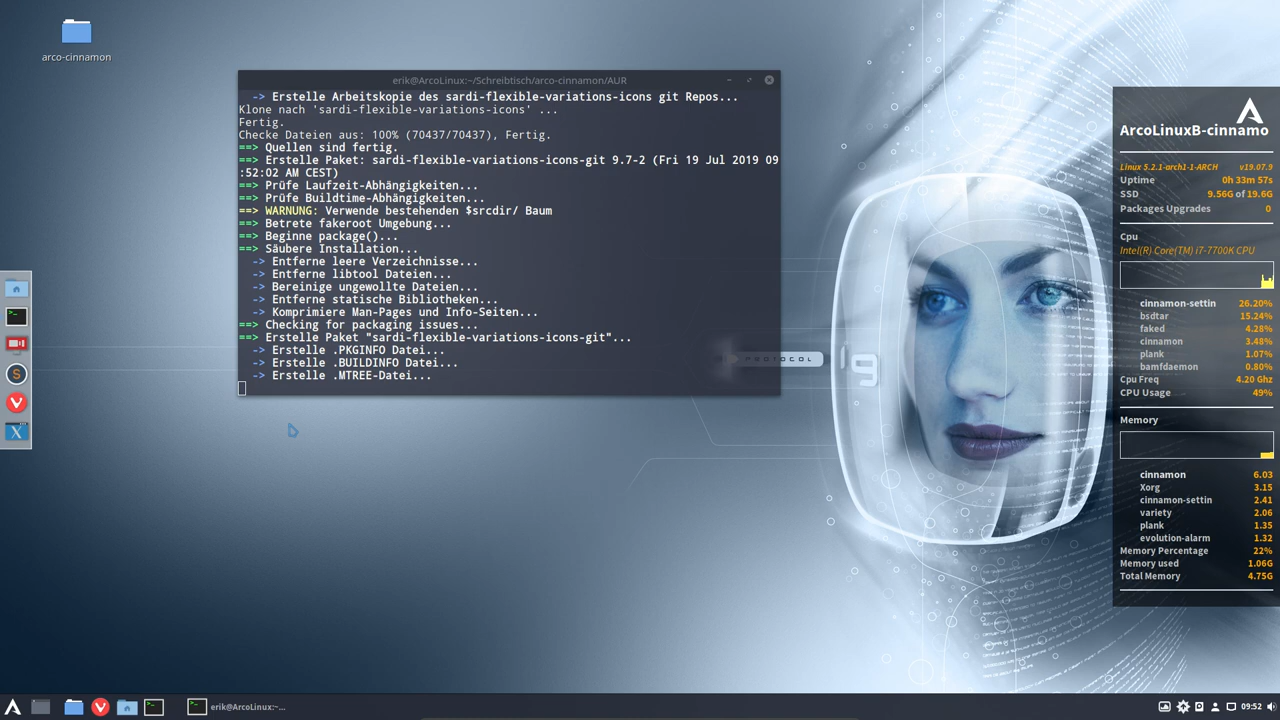 arco-cinnamon
erik@ArcoLinux:~/Schreibtisch/arco-cinnamon/AUR
-> Erstelle Arbeitskopie des sardi-flexible-variations-icons git Repos...
Klone nach 'sardi-flexible-variations-icons' ...
Fertig.
Checke Dateien aus: 100% (70437/70437), Fertig.
==> Quellen sind fertig.
==> Erstelle Paket: sardi-flexible-variations-icons-git 9.7-2 (Fri 19 Jul 2019 09
:52:02 AM CEST)
==> Prüfe Laufzeit-Abhängigkeiten...
==> Prüfe Buildtime-Abhängigkeiten...
==> WARNUNG: Verwende bestehenden $srcdir/ Baum
==> Betrete fakeroot Umgebung...
==> Beginne package()...
==> Säubere Installation...
-> Entferne leere Verzeichnisse...
-> Entferne libtool Dateien...
-> Bereinige ungewollte Dateien...
-> Entferne statische Bibliotheken...
-> Komprimiere Man-Pages und Info-Seiten...
==> Checking for packaging issues...
==> Erstelle Paket "sardi-flexible-variations-icons-git"...
-> Erstelle .PKGINFO Datei...
-> Erstelle .BUILDINFO Datei...
-> Erstelle .MTREE-Datei...
PROTOCOL
19
ArcoLinuxB-cinnamo
Linux 5.2.1-arch1-1-ARCH v19.07.9
Uptime 0h 33m 57s
SSD 9.56G of 19.6G
Packages Upgrades 0
Cpu
Intel(R) Core(TM) i7-7700K CPU
cinnamon-settin 26.20%
bsdtar 15.24%
faked 4.28%
cinnamon 3.48%
plank 1.07%
bamfdaemon 0.80%
Cpu Freq 4.20 Ghz
CPU Usage 49%
Memory
cinnamon 6.03
Xorg 3.15
cinnamon-settin 2.41
variety 2.06
plank 1.35
evolution-alarm 1.32
Memory Percentage 22%
Memory used 1.06G
Total Memory 4.75G
erik@ArcoLinux:~...
09:52